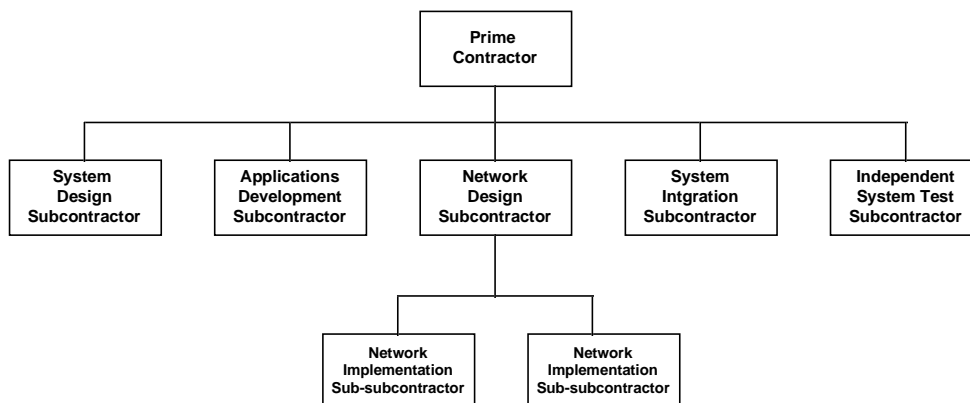 Prime
Contractor
System
Design
Subcontractor
Applications
Development
Subcontractor
Network
Design
Subcontractor
System
Intgration
Subcontractor
Independent
System Test
Subcontractor
Network
Implementation
Sub-subcontractor
Network
Implementation
Sub-subcontractor